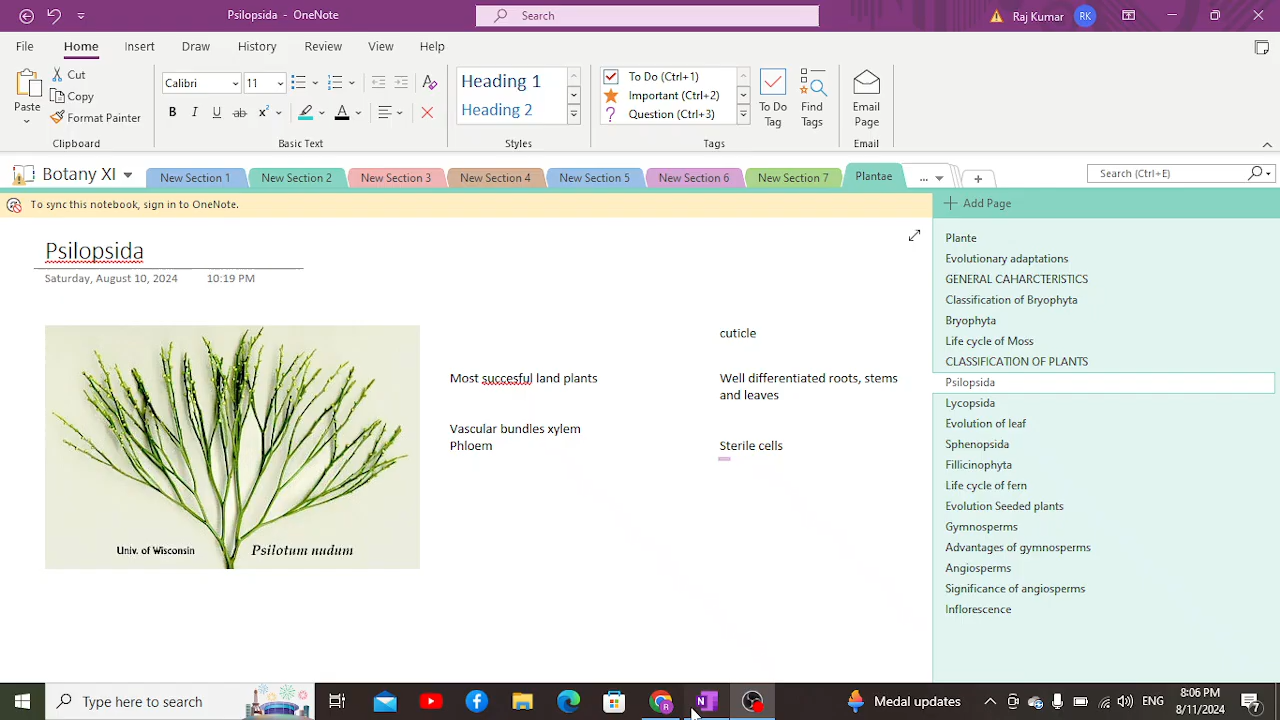 Psilopsida - OneNote
Search
Raj Kumar
RK
File
Home
Insert
Draw
History
Review
View
Help
Paste
Cut
Copy
Format Painter
Clipboard
Calibri
11
Basic Text
Heading 1
Heading 2
Styles
To Do (Ctrl+1)
Important (Ctrl+2)
Question (Ctrl+3)
Tags
To Do
Tag
Find
Tags
Email
Page
Email
Botany XI
New Section 1
New Section 2
New Section 3
New Section 4
New Section 5
New Section 6
New Section 7
Plantae
...
Search (Ctrl+E)
To sync this notebook, sign in to OneNote.
Add Page
Psilopsida
Saturday, August 10, 2024 10:19 PM
Univ. of Wisconsin
Psilotum nudum
Most succesful land plants
Vascular bundles xylem
Phloem
cuticle
Well differentiated roots, stems
and leaves
Sterile cells
Plante
Evolutionary adaptations
GENERAL CAHARCTERISTICS
Classification of Bryophyta
Bryophyta
Life cycle of Moss
CLASSIFICATION OF PLANTS
Psilopsida
Lycopsida
Evolution of leaf
Sphenopsida
Fillicinophyta
Life cycle of fern
Evolution Seeded plants
Gymnosperms
Advantages of gymnosperms
Angiosperms
Significance of angiosperms
Inflorescence
Type here to search
Medal updates
ENG
8:06 PM
8/11/2024
7